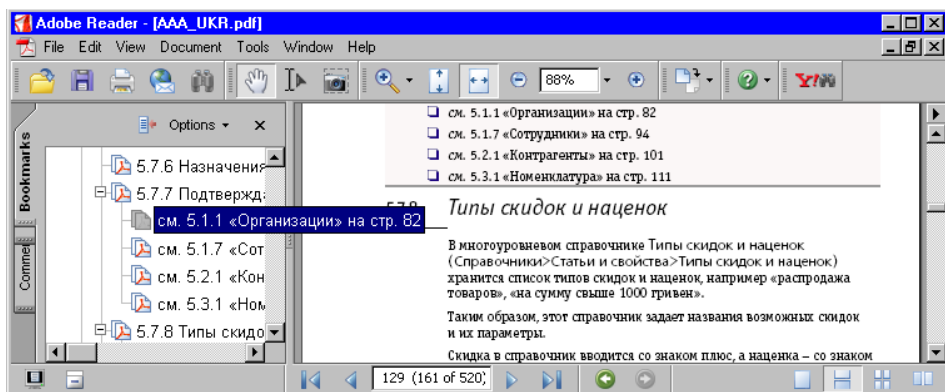 Adobe Reader - [AAA_UKR.pdf]
File Edit View Document Tools Window Help
88%
Y!
Bookmarks
Commen
Options
5.7.6 Назначения
5.7.7 Подтвержд
см. 5.1.1 «Организации» на стр. 82
см. 5.1.7 «Сот
см. 5.2.1 «Кон
см. 5.3.1 «Ном
5.7.8 Типы скидо
см. 5.1.1 «Организации» на стр. 82
см. 5.1.7 «Сотрудники» на стр. 94
см. 5.2.1 «Контрагенты» на стр. 101
см. 5.3.1 «Номенклатура» на стр. 111
Типы скидок и наценок
В многоуровневом справочнике Типы скидок и наценок
(Справочники>Статьи и свойства>Типы скидок и наценок)
хранится список типов скидок и наценок, например «распродажа
товаров», «на сумму свыше 1000 гривен».
Таким образом, этот справочник задает названия возможных скидок
и их параметры.
Скидка в справочник вводится со знаком плюс, а наценка – со знаком
129 (161 of 520)